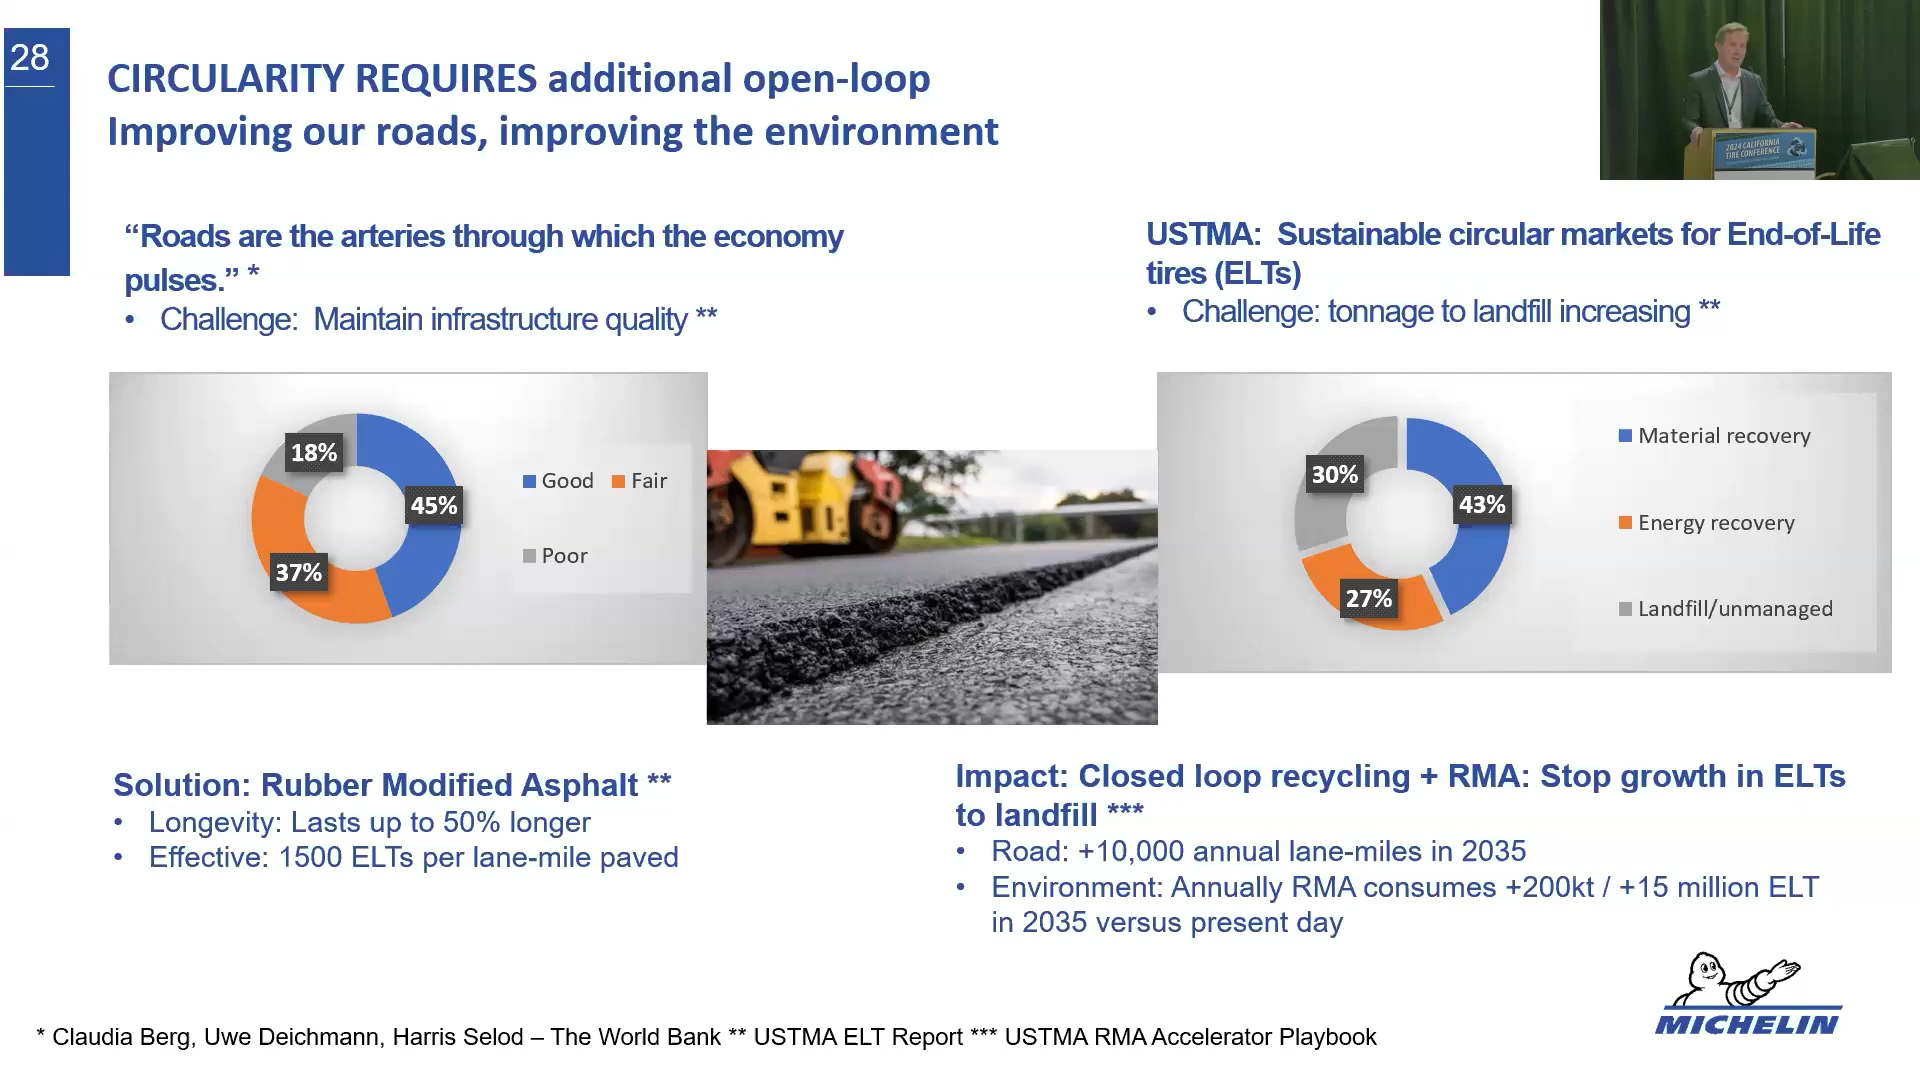 28
CIRCULARITY REQUIRES additional open-loop
Improving our roads, improving the environment
2024 CALIFORNIA
TIRE CONFERENCE
“Roads are the arteries through which the economy
pulses.” *
• Challenge: Maintain infrastructure quality **
USTMA: Sustainable circular markets for End-of-Life
tires (ELTs)
• Challenge: tonnage to landfill increasing **
18%
45%
37%
Good Fair
Poor
30%
43%
27%
Material recovery
Energy recovery
Landfill/unmanaged
Solution: Rubber Modified Asphalt **
• Longevity: Lasts up to 50% longer
• Effective: 1500 ELTs per lane-mile paved
Impact: Closed loop recycling + RMA: Stop growth in ELTs
to landfill ***
• Road: +10,000 annual lane-miles in 2035
• Environment: Annually RMA consumes +200kt / +15 million ELT
in 2035 versus present day
MICHELIN
* Claudia Berg, Uwe Deichmann, Harris Selod – The World Bank ** USTMA ELT Report *** USTMA RMA Accelerator Playbook